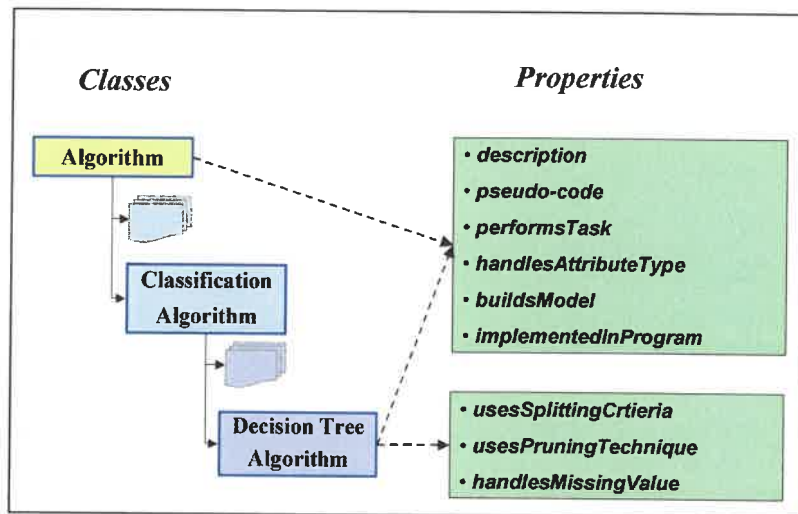 Classes
Properties
Algorithm
Classification
Algorithm
Decision Tree
Algorithm
• description
• pseudo-code
• performsTask
• handlesAttributeType
• buildsModel
• implementedInProgram
• usesSplittingCrtieria
• usesPruningTechnique
• handlesMissingValue